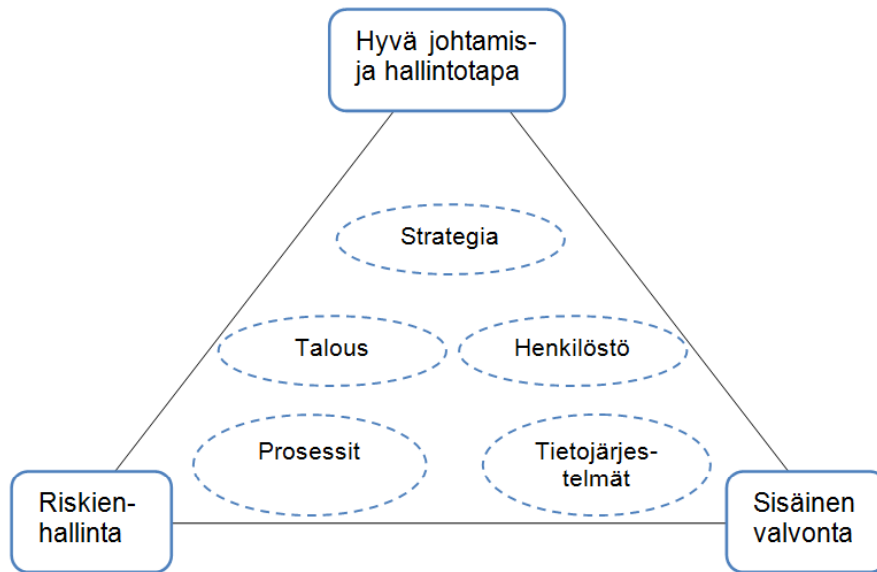 Hyvä johtamis-
ja hallintotapa
Strategia
Talous
Henkilöstö
Prosessit
Tietojärjes-
telmät
Riskien-
hallinta
Sisäinen
valvonta